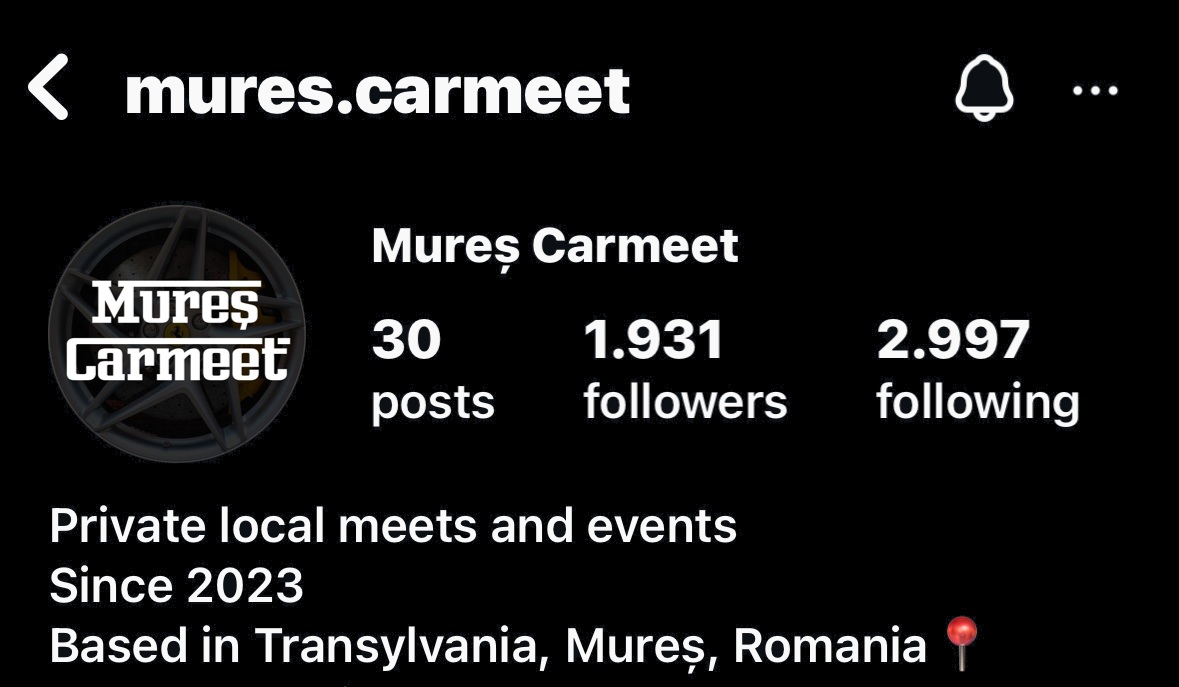 mures.carmeet
Mureș Carmeet
Mureș
Carmeet
30
posts
1.931
followers
2.997
following
Private local meets and events
Since 2023
Based in Transylvania, Mureș, Romania 📍